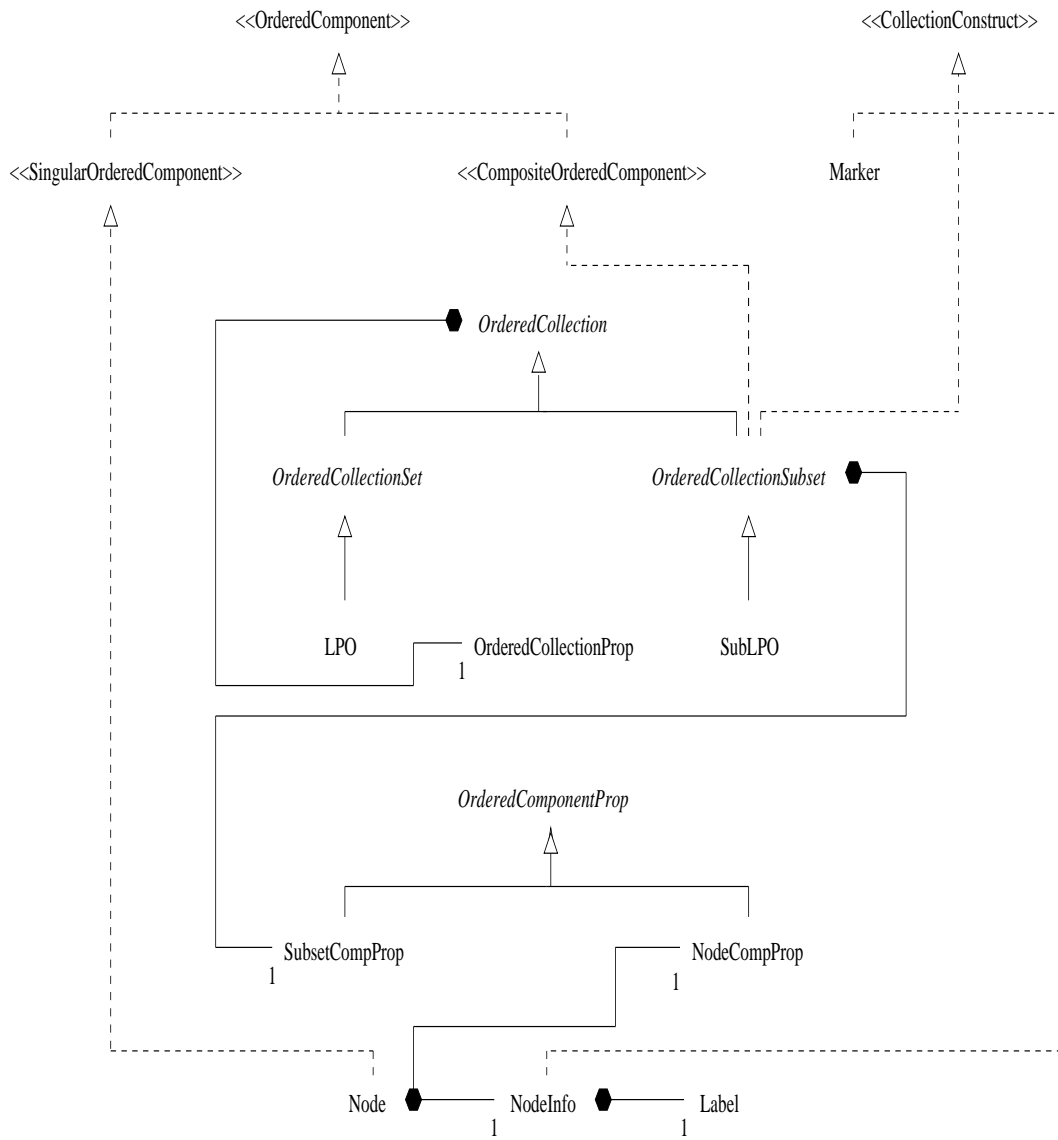 <<OrderedComponent>>
<<CollectionConstruct>>
<<SingularOrderedComponent>>
<<CompositeOrderedComponent>>
Marker
OrderedCollection
OrderedCollectionSet
OrderedCollectionSubset
LPO
OrderedCollectionProp
SubLPO
1
OrderedComponentProp
SubsetCompProp
NodeCompProp
1
1
Node
NodeInfo
Label
1
1